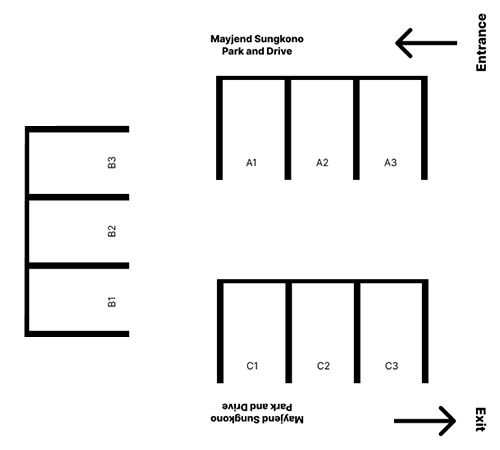 Mayjend Sungkono
Park and Drive
Entrance
A1
A2
A3
B3
B2
B1
C1
C2
C3
Mayjend Sungkono
Park and Drive
Exit